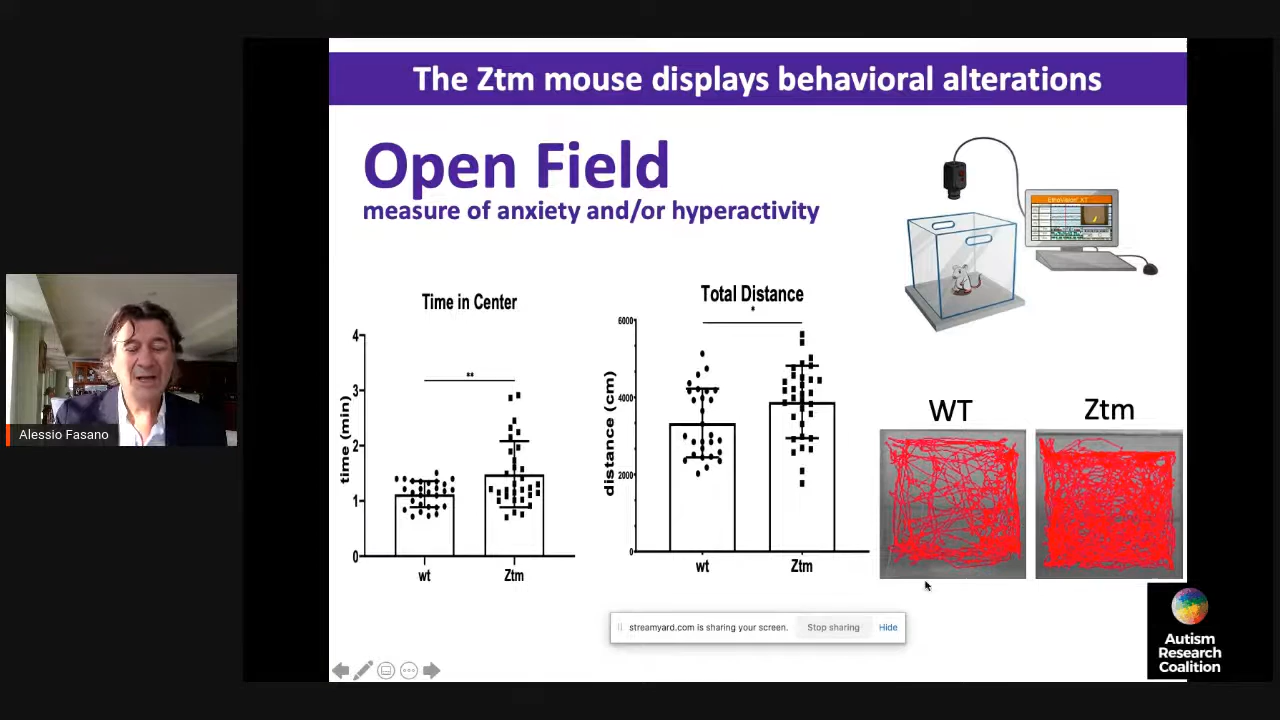 The Ztm mouse displays behavioral alterations
Open Field
measure of anxiety and/or hyperactivity
EthoVision XT
Time in Center
**
time (min)
4
3
2
1
0
wt
Ztm
Total Distance
*
distance (cm)
6000
4000
2000
0
wt
Ztm
WT
Ztm
Alessio Fasano
streamyard.com is sharing your screen.
Stop sharing
Hide
Autism
Research
Coalition